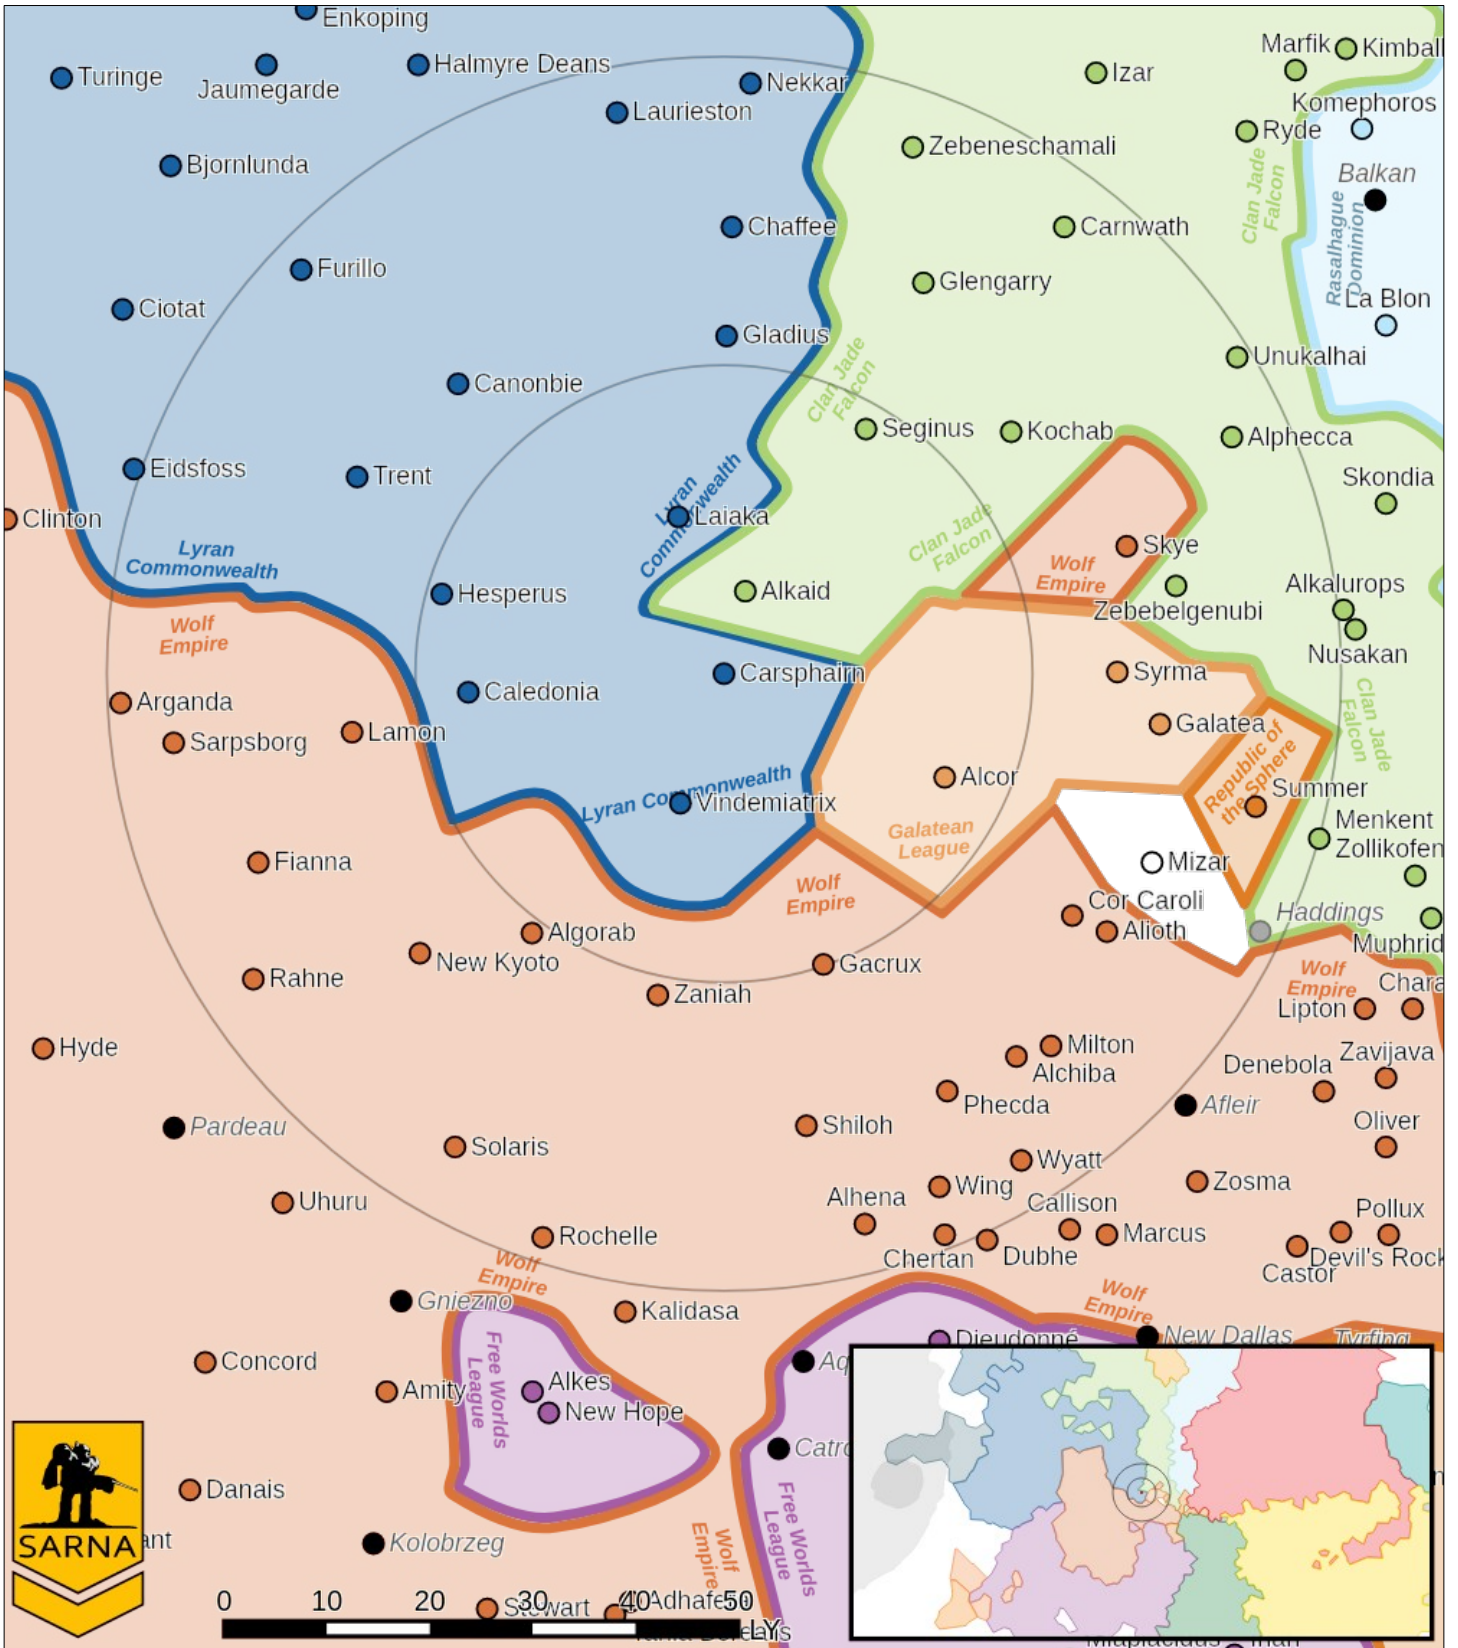 Enkoping
Turinge
Jaumegarde
Halmyre Deans
Nekkar
Laurieston
Bjornlunda
Izar
Marfik
Kimball
Komephoros
Ryde
Zebeneschamali
Balkan
Clan Jade
Falcon
Rasalhague
Dominion
Chaffee
Carnwath
Furillo
Glengarry
Ciotat
La Blon
Gladius
Unukalhai
Clan Jade
Falcon
Canonbie
Seginus
Kochab
Alphecca
Eidsfoss
Trent
Skondia
Lyran
Commonwealth
Laiaka
Clinton
Clan Jade
Falcon
Skye
Lyran
Commonwealth
Wolf
Empire
Hesperus
Alkaid
Zebebelgenubi
Alkalurops
Nusakan
Wolf
Empire
Carsphairn
Syrma
Caledonia
Arganda
Sarpsborg
Lamon
Galatea
Clan Jade
Falcon
Republic of
the Sphere
Alcor
Summer
Lyran Commonwealth
Vindemiatrix
Galatean
League
Menkent
Zollikofen
Fianna
Mizar
Wolf
Empire
Cor Caroli
Alioth
Haddings
Algorab
Muphrid
New Kyoto
Gacrux
Rahne
Zaniah
Wolf
Empire
Chara
Lipton
Hyde
Milton
Alchiba
Denebola
Zavijava
Phecda
Afleir
Pardeau
Shiloh
Oliver
Solaris
Wyatt
Wing
Zosma
Uhuru
Alhena
Callison
Pollux
Rochelle
Chertan
Dubhe
Marcus
Devil's Rock
Castor
Wolf
Empire
Gniezno
Kalidasa
Wolf
Empire
Dieudonné
New Dallas
Tyrfing
Free Worlds
League
Concord
Amity
Alkes
New Hope
Aq
Catro
Danais
Free Worlds
League
Wolf
Empire
SARNA
ant
Kolobrzeg
Stewart
0 10 20 30 40 50
LY